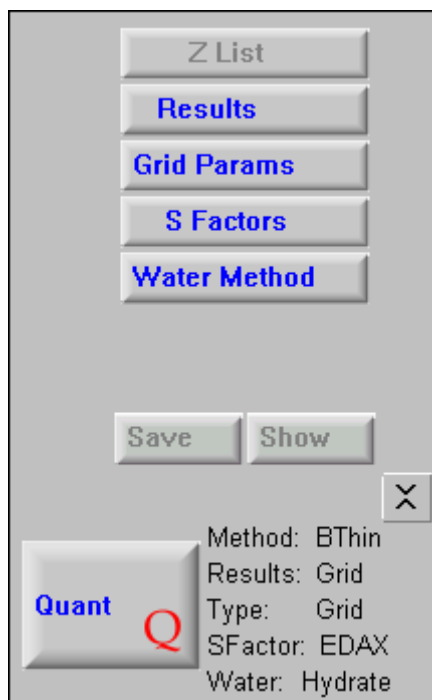 Z List
Results
Grid Params
S Factors
Water Method
Save Show
Method: BThin
Results: Grid
Quant Q
Type: Grid
SFactor: EDAX
Water: Hydrate